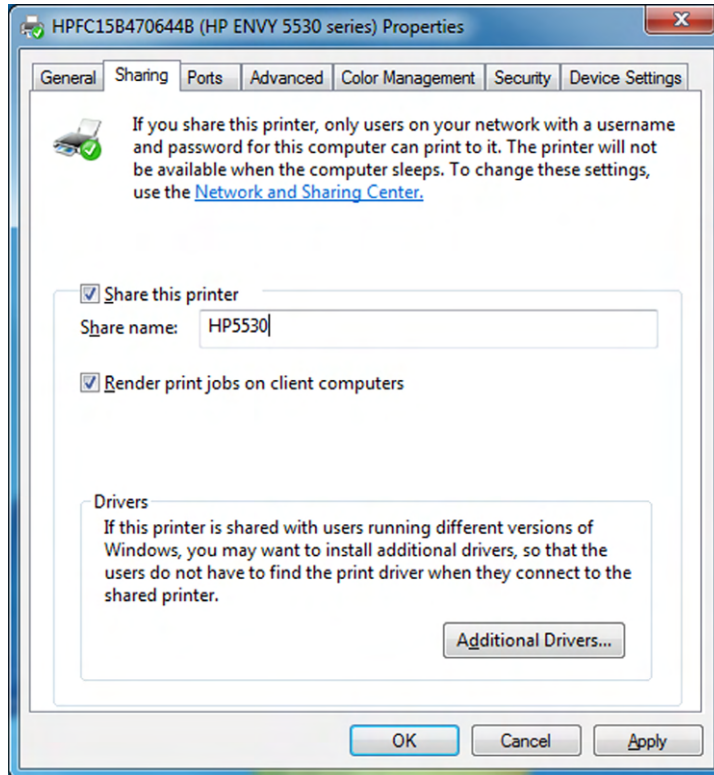 HPFC15B470644B (HP ENVY 5530 series) Properties
General Sharing Ports Advanced Color Management Security Device Settings
If you share this printer, only users on your network with a username
and password for this computer can print to it. The printer will not
be available when the computer sleeps. To change these settings,
use the Network and Sharing Center.
Share this printer
Share name: HP5530
Render print jobs on client computers
Drivers
If this printer is shared with users running different versions of
Windows, you may want to install additional drivers, so that the
users do not have to find the print driver when they connect to the
shared printer.
Additional Drivers...
OK Cancel Apply